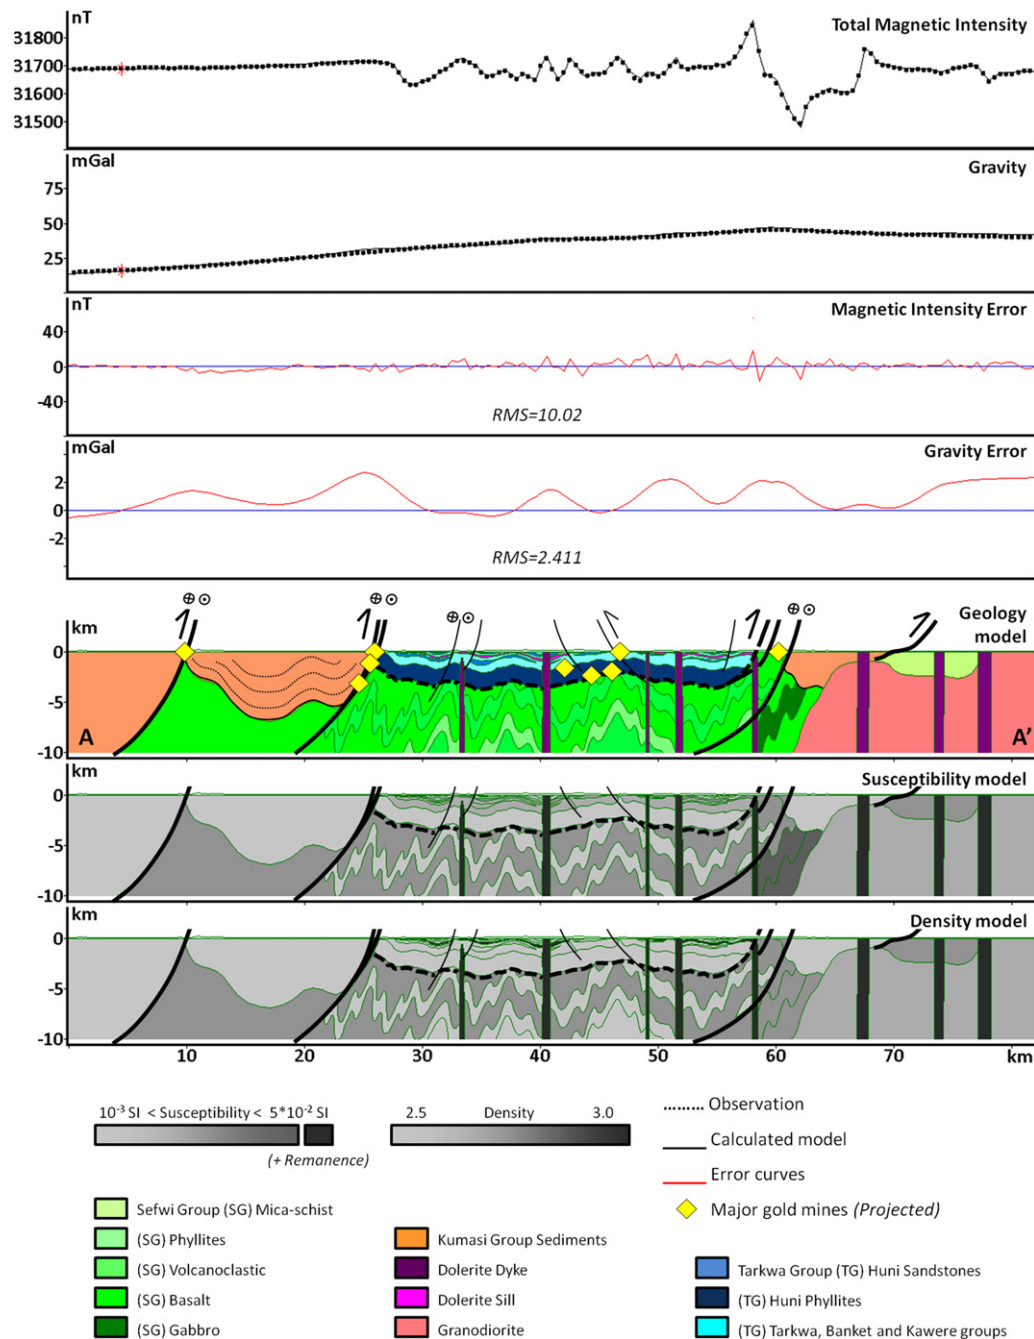 nT
Total Magnetic Intensity
31800
31700
31600
31500
mGal
Gravity
75
50
25
nT
Magnetic Intensity Error
40
0
-40
RMS=10.02
mGal
Gravity Error
2
0
-2
RMS=2.411
km
Geology
model
0
-5
-10
A
A'
km
Susceptibility model
0
-5
-10
km
Density model
0
-5
-10
10 20 30 40 50 60 70 km
10⁻³ SI < Susceptibility < 5*10⁻² SI
(+ Remanence)
2.5 Density 3.0
Observation
Calculated model
Error curves
Major gold mines (Projected)
Sefwi Group (SG) Mica-schist
(SG) Phyllites
(SG) Volcanoclastic
(SG) Basalt
(SG) Gabbro
Kumasi Group Sediments
Dolerite Dyke
Dolerite Sill
Granodiorite
Tarkwa Group (TG) Huni Sandstones
(TG) Huni Phyllites
(TG) Tarkwa, Banket and Kawere groups